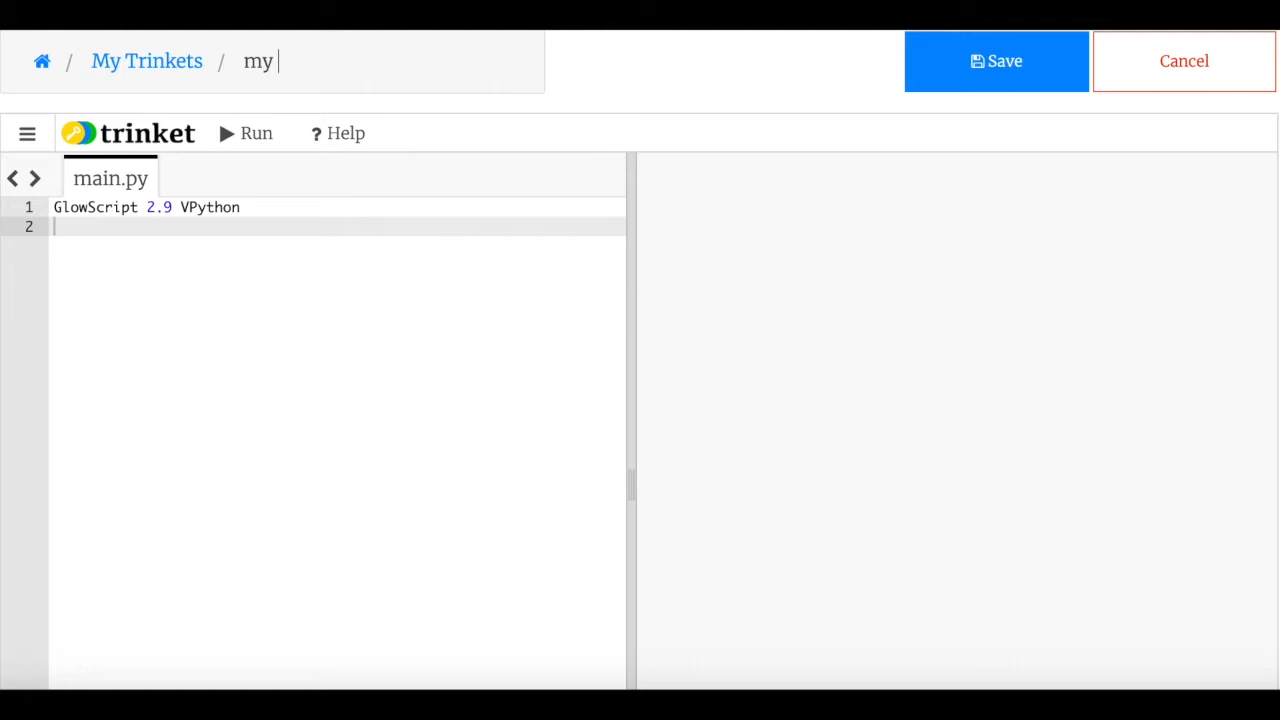 / My Trinkets / my
Save
Cancel
trinket Run ? Help
main.py
1 GlowScript 2.9 VPython
2